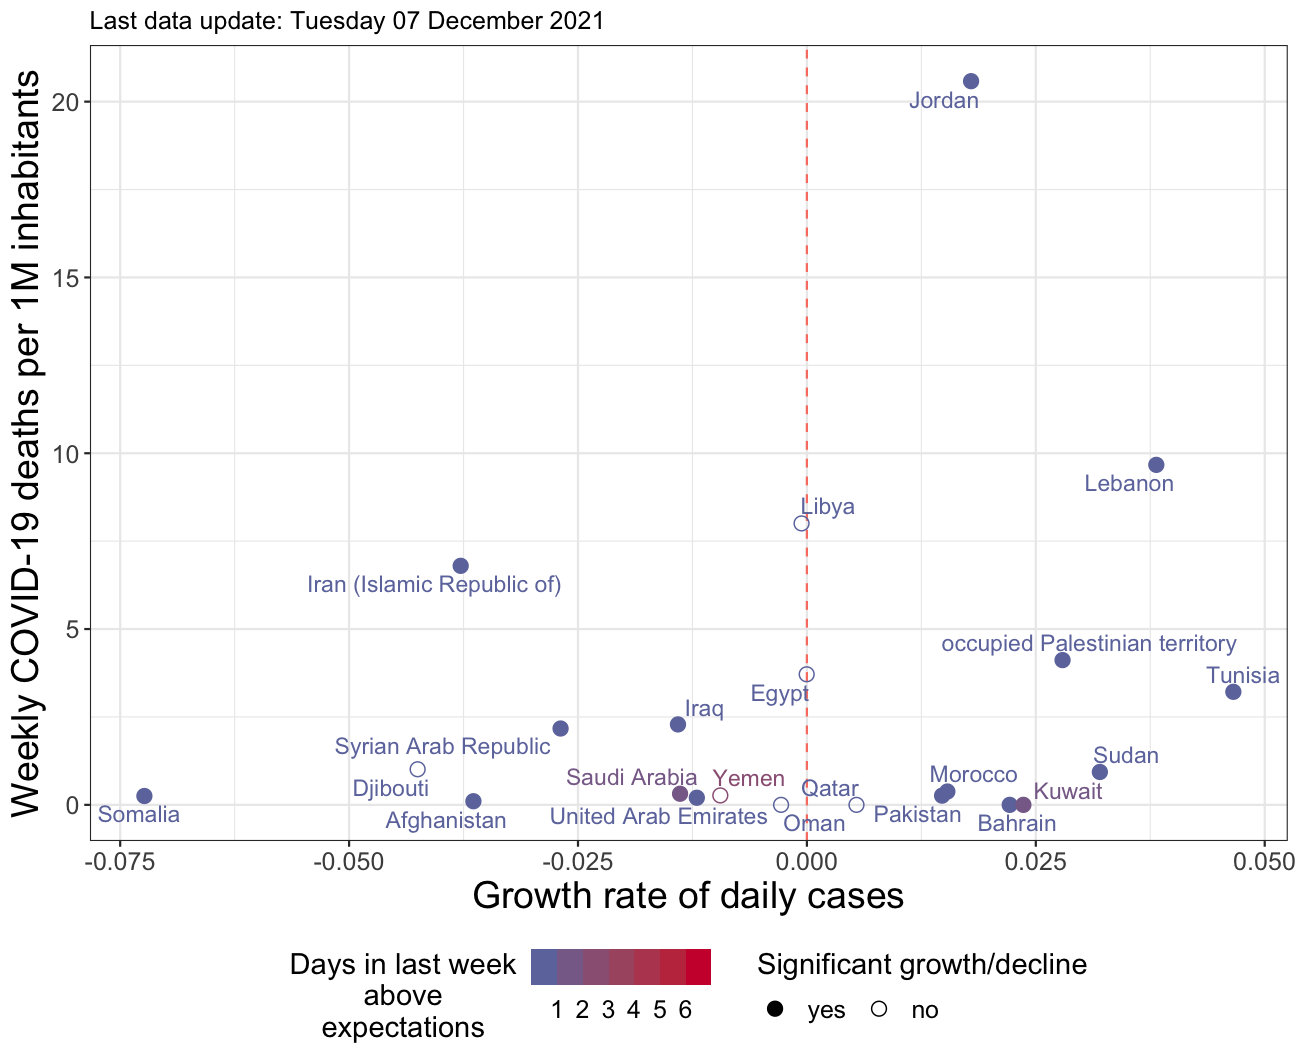 Last data update: Tuesday 07 December 2021
Weekly COVID-19 deaths per 1M inhabitants
20
15
10
5
0
Jordan
Lebanon
Libya
Iran (Islamic Republic of)
occupied Palestinian territory
Tunisia
Egypt
Iraq
Syrian Arab Republic
Sudan
Djibouti
Saudi Arabia
Yemen
Qatar
Morocco
Kuwait
Somalia
Afghanistan
United Arab Emirates
Oman
Pakistan
Bahrain
-0.075 -0.050 -0.025 0.000 0.025 0.050
Growth rate of daily cases
Days in last week
above
expectations
1 2 3 4 5 6
Significant growth/decline
yes no